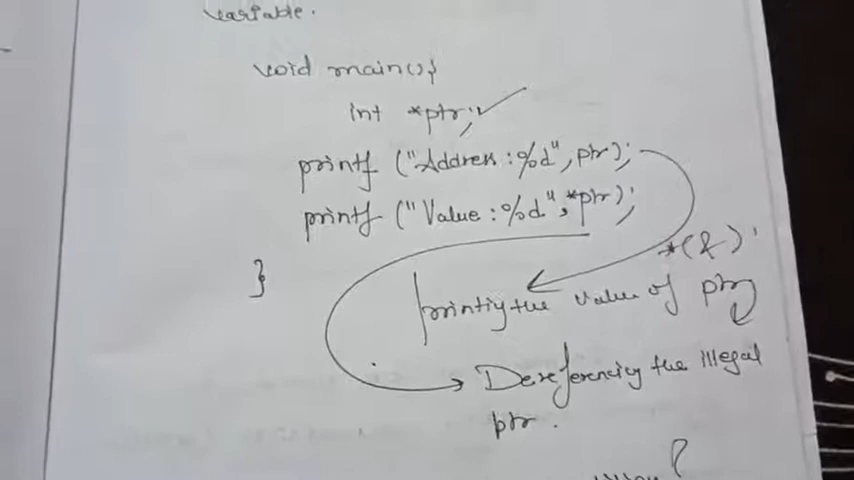 variable.
void main(){
int *ptr;
printf ("Address :%d", ptr);
printf ("Value :%d", *ptr);
*(&)
}
printing the value of ptr
Dereferencing the illegal
ptr.